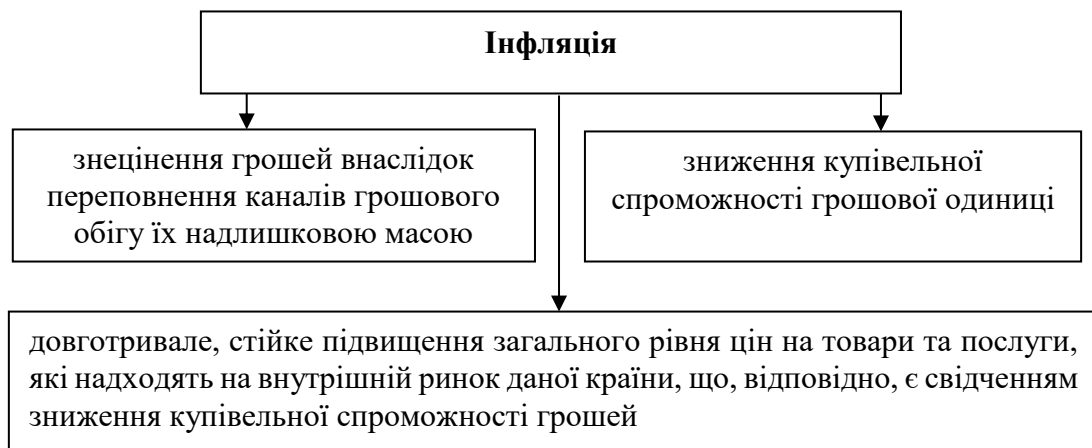 Інфляція
знецінення грошей внаслідок
переповнення каналів грошового
обігу їх надлишковою масою
зниження купівельної
спроможності грошової одиниці
довготривале, стійке підвищення загального рівня цін на товари та послуги,
які надходять на внутрішній ринок даної країни, що, відповідно, є свідченням
зниження купівельної спроможності грошей